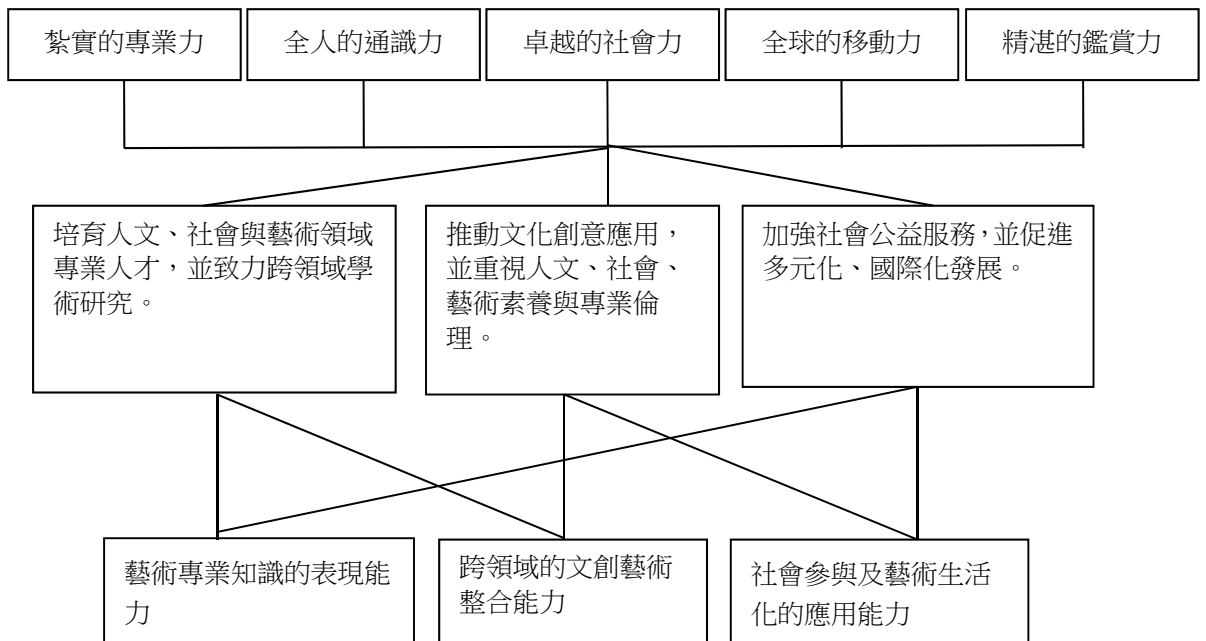 紮實的專業力
全人的通識力
卓越的社會力
全球的移動力
精湛的鑑賞力
培育人文、社會與藝術領域
專業人才，並致力跨領域學
術研究。
推動文化創意應用，
並重視人文、社會、
藝術素養與專業倫
理。
加強社會公益服務，並促進
多元化、國際化發展。
藝術專業知識的表現能
力
跨領域的文創藝術
整合能力
社會參與及藝術生活
化的應用能力